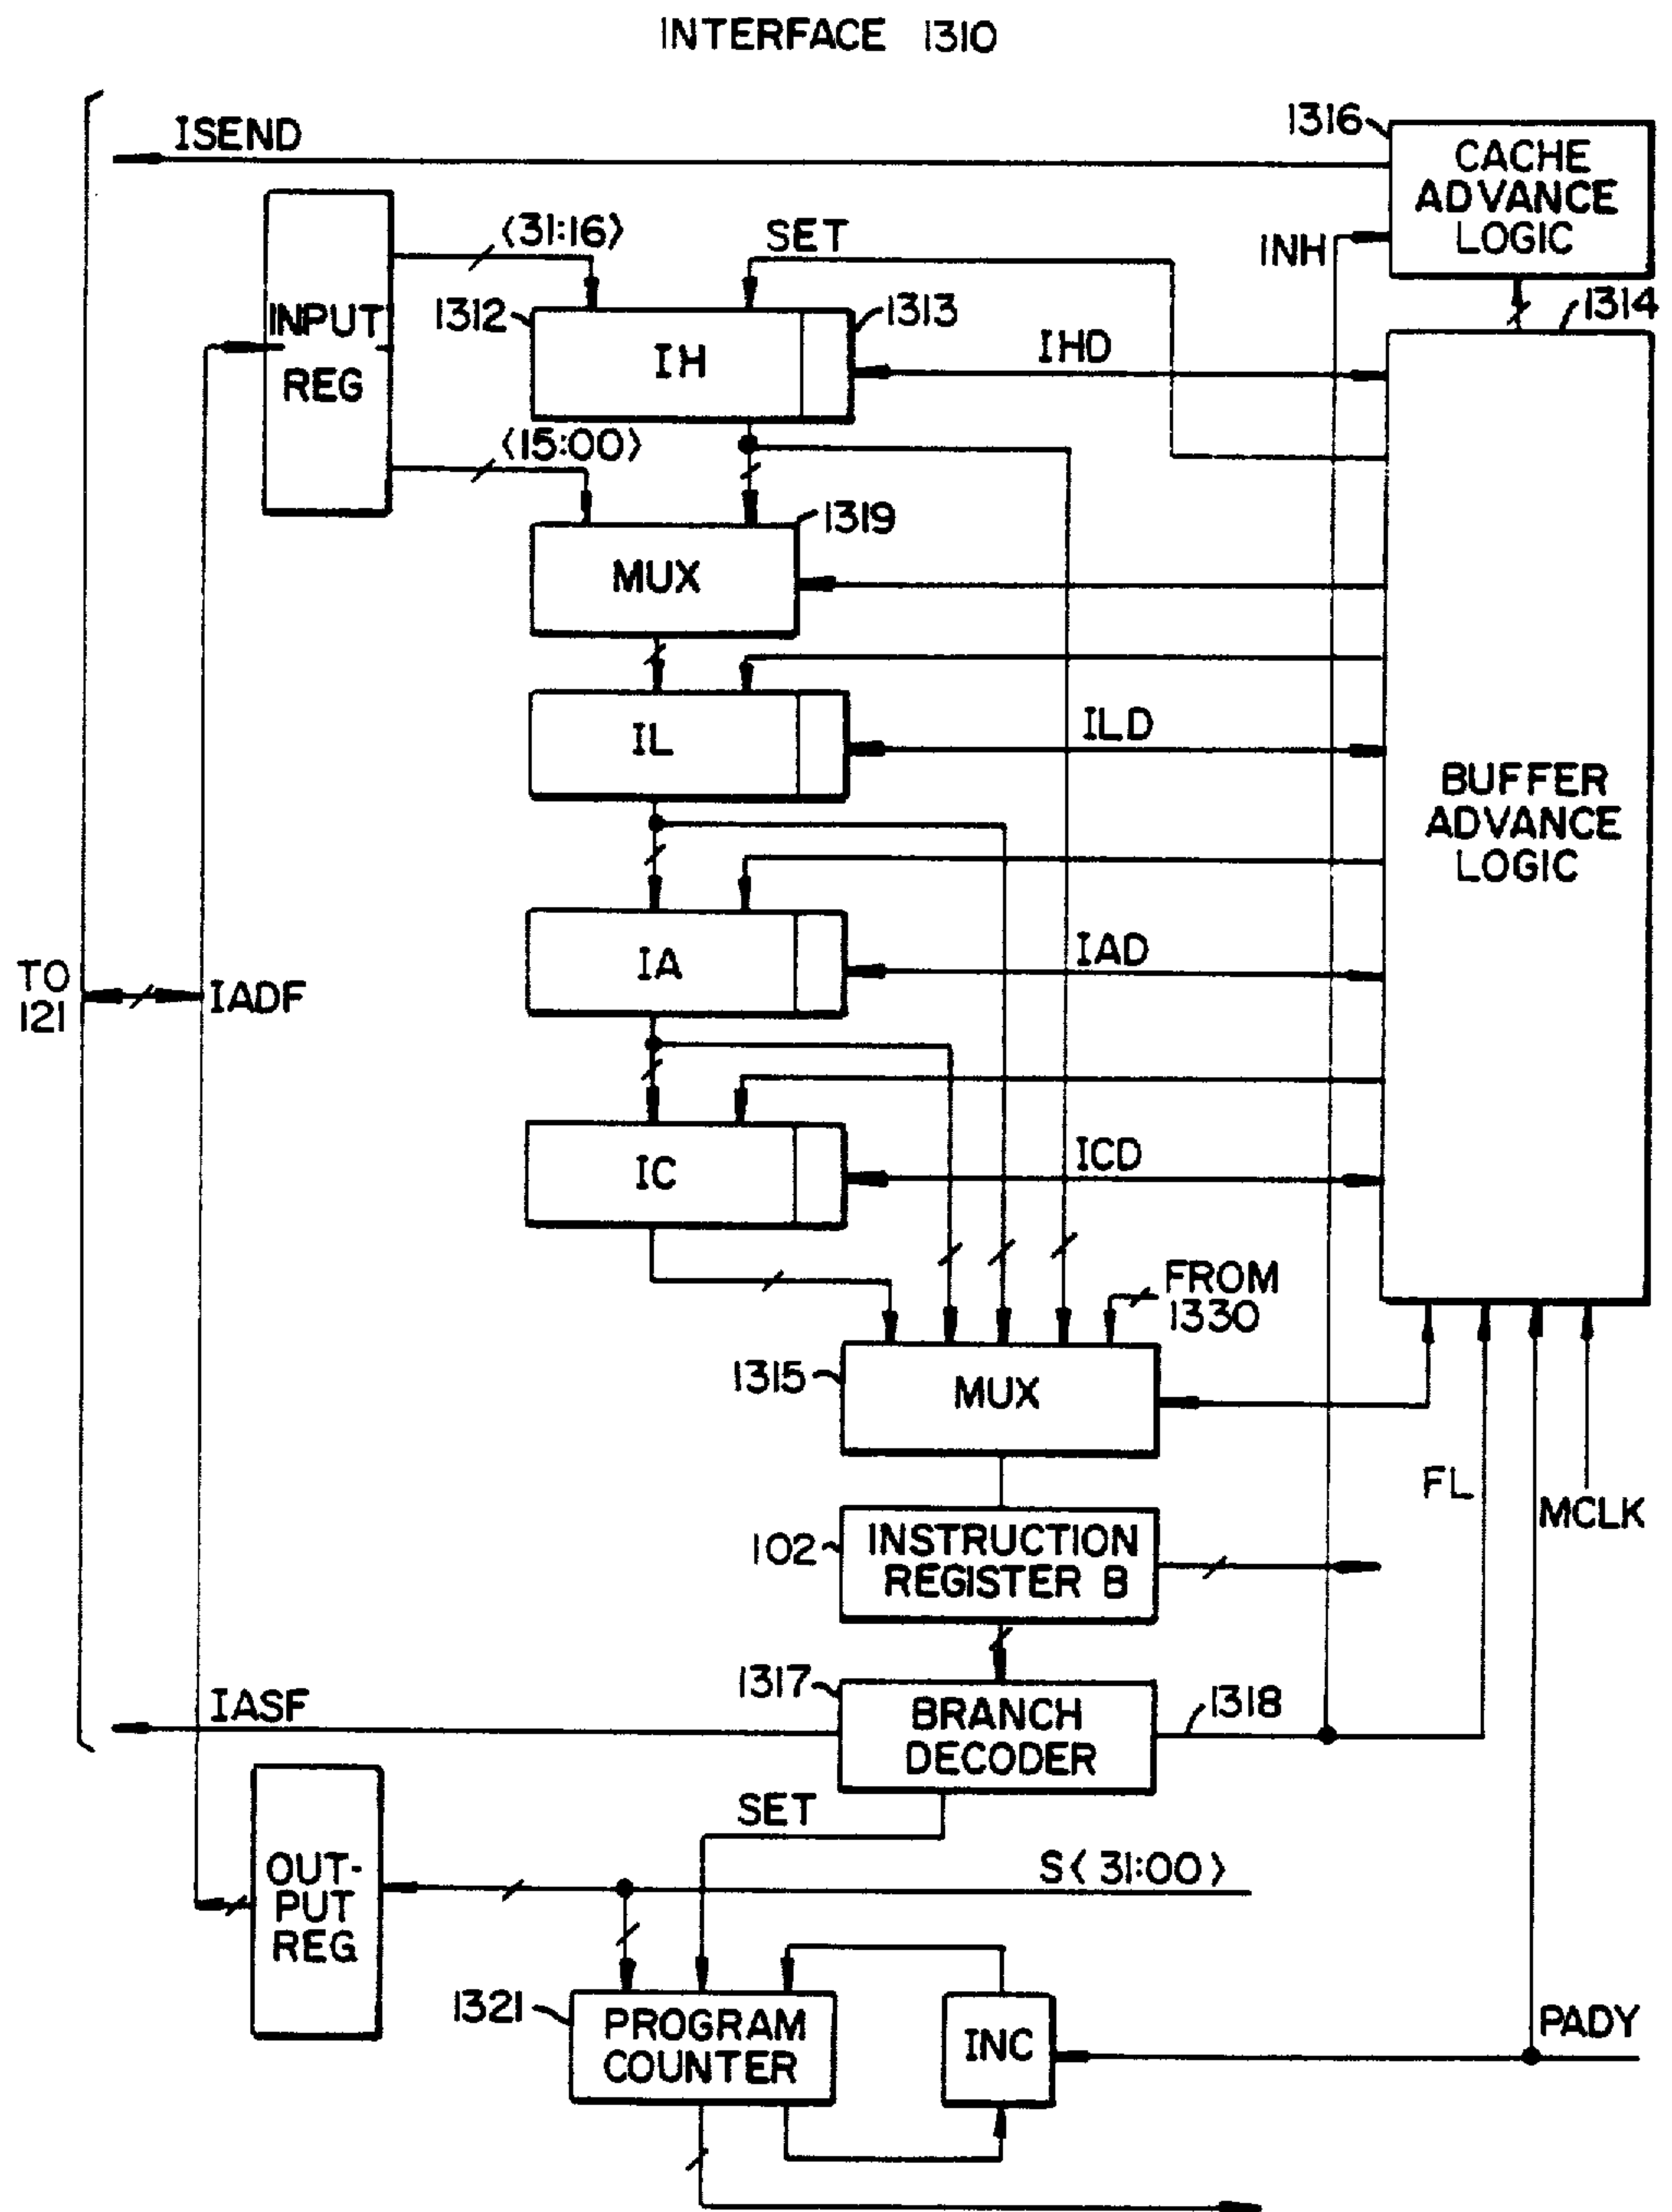 INTERFACE 1310
ISEND
1316
CACHE
ADVANCE
LOGIC
INH
<31:16>
SET
1312
IH
1313
IHD
1314
INPUT
REG
<15:00>
1319
MUX
IL
ILD
BUFFER
ADVANCE
LOGIC
IA
IAD
TO
121
IADF
IC
ICD
FROM
1330
1315
MUX
FL
MCLK
102
INSTRUCTION
REGISTER B
1317
BRANCH
DECODER
1318
IASF
SET
S<31:00>
OUT-
PUT
REG
1321
PROGRAM
COUNTER
INC
PADY